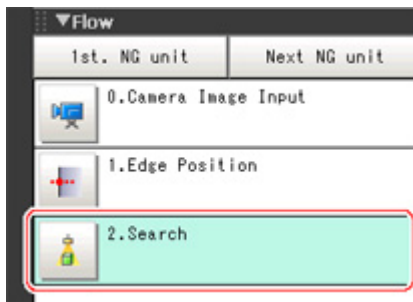 ▼Flow
1st. NG unit Next NG unit
0.Camera Image Input
1.Edge Position
2.Search